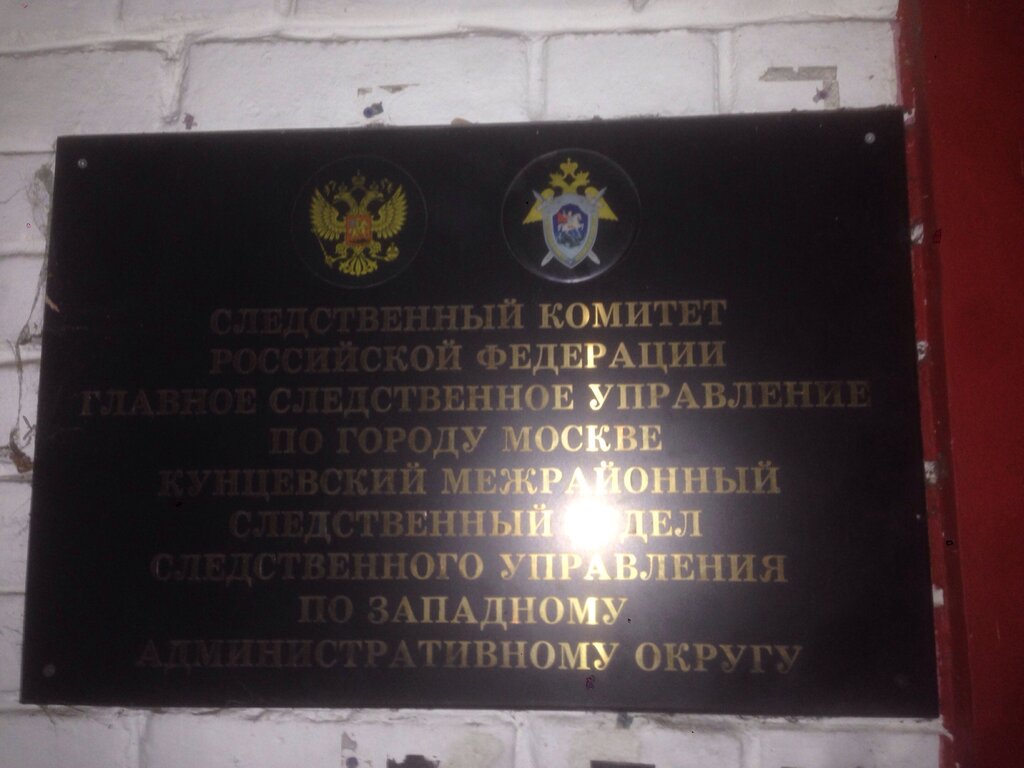 СЛЕДСТВЕННЫЙ КОМИТЕТ
РОССИЙСКОЙ ФЕДЕРАЦИИ
ГЛАВНОЕ СЛЕДСТВЕННОЕ УПРАВЛЕНИЕ
ПО ГОРОДУ МОСКВЕ
КУНЦЕВСКИЙ МЕЖРАЙОННЫЙ
СЛЕДСТВЕННЫЙ ОТДЕЛ
СЛЕДСТВЕННОГО УПРАВЛЕНИЯ
ПО ЗАПАДНОМУ
АДМИНИСТРАТИВНОМУ ОКРУГУ